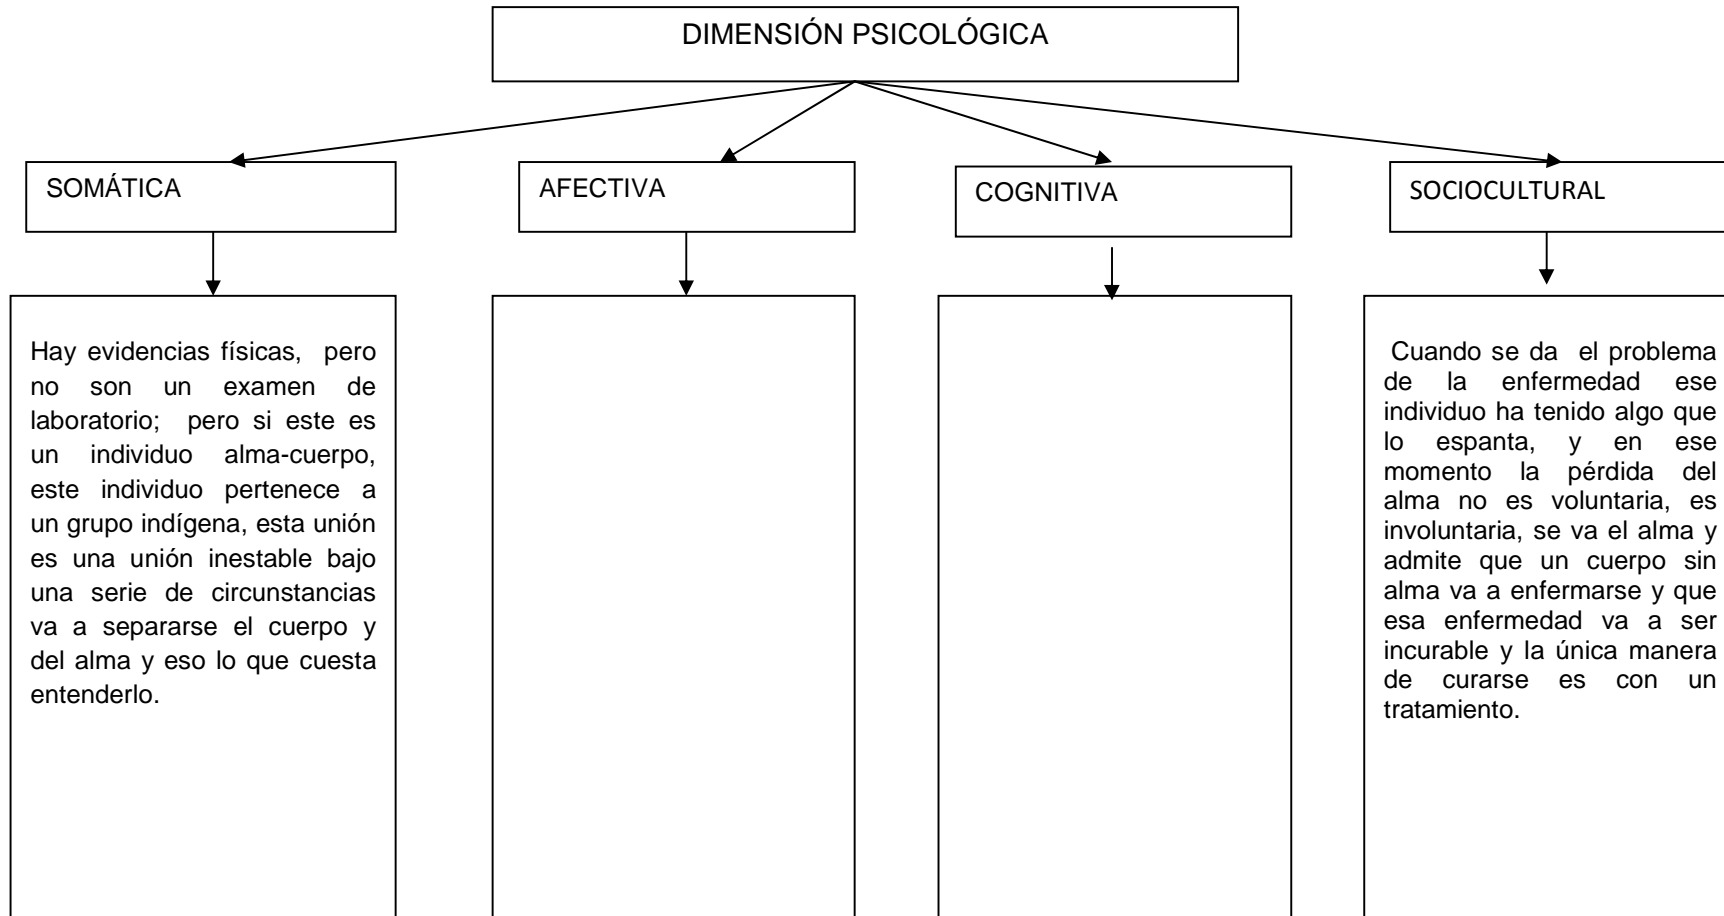 DIMENSIÓN PSICOLÓGICA
SOMÁTICA
AFECTIVA
COGNITIVA
SOCIOCULTURAL
Hay evidencias físicas, pero
no son un examen de
laboratorio; pero si este es
un individuo alma-cuerpo,
este individuo pertenece a
un grupo indígena, esta unión
es una unión inestable bajo
una serie de circunstancias
va a separarse el cuerpo y
del alma y eso lo que cuesta
entenderlo.
Cuando se da el problema
de la enfermedad ese
individuo ha tenido algo que
lo espanta, y en ese
momento la pérdida del
alma no es voluntaria, es
involuntaria, se va el alma y
admite que un cuerpo sin
alma va a enfermarse y que
esa enfermedad va a ser
incurable y la única manera
de curarse es con un
tratamiento.